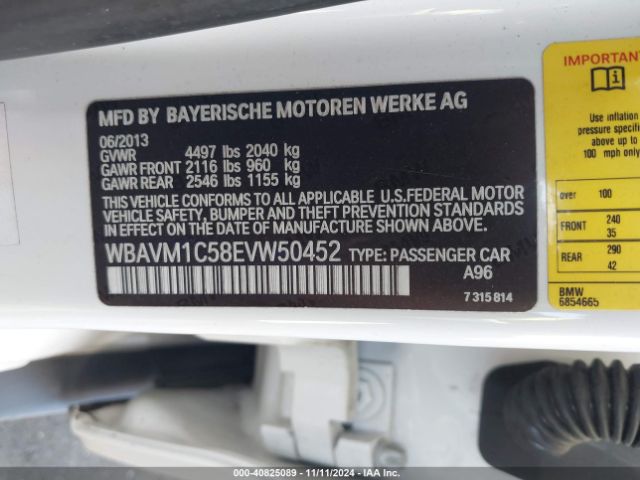 MFD BY BAYERISCHE MOTOREN WERKE AG
06/2013
GVWR 4497 lbs 2040 kg
GAWR FRONT 2116 lbs 960 kg
GAWR REAR 2546 lbs 1155 kg
THIS VEHICLE CONFORMS TO ALL APPLICABLE U.S.FEDERAL MOTOR
VEHICLE SAFETY, BUMPER AND THEFT PREVENTION STANDARDS
IN EFFECT ON THE DATE OF MANUFACTURE SHOWN ABOVE.
WBAVM1C58EVW50452 TYPE: PASSENGER CAR
A96
7 315 814
IMPORTANT
Use inflation
pressure specified
according to
100 mph only
over 100
FRONT 240
35
REAR 290
42
BMW
6854665
000-40825089 - 11/11/2024 - IAA Inc.